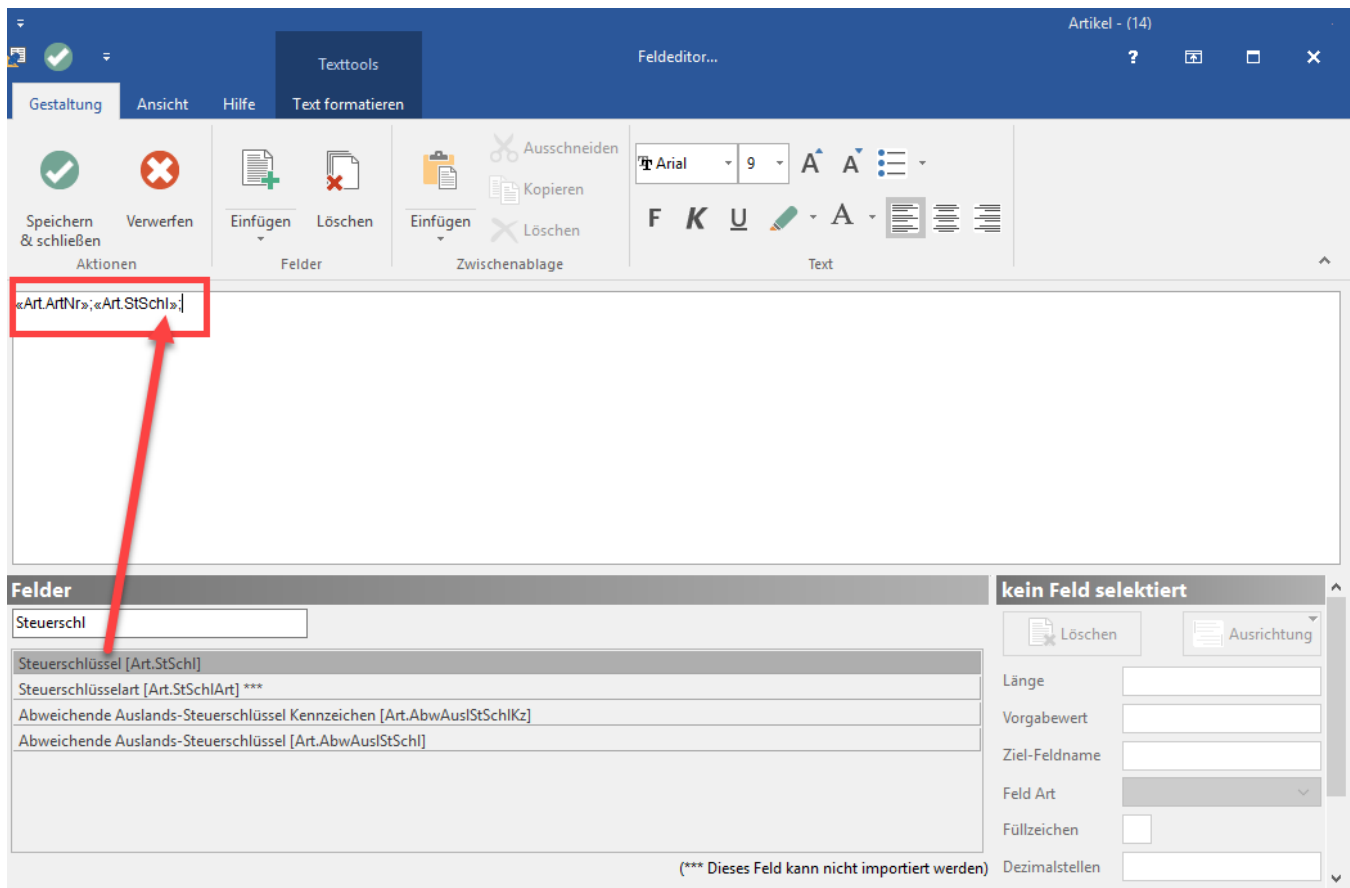 Artikel - (14)
Texttools
Feldeditor...
?
Gestaltung Ansicht Hilfe Text formatieren
Speichern & schließen
Verwerfen
Einfügen
Löschen
Einfügen
Ausschneiden
Kopieren
Löschen
Arial 9 A A
F K U A
Aktionen Felder Zwischenablage Text
«Art.ArtNr»;«Art.StSchl»;
Felder
Steuerschl
Steuerschlüssel [Art.StSchl]
Steuerschlüsselart [Art.StSchlArt] ***
Abweichende Auslands-Steuerschlüssel Kennzeichen [Art.AbwAuslStSchlKz]
Abweichende Auslands-Steuerschlüssel [Art.AbwAuslStSchl]
(*** Dieses Feld kann nicht importiert werden)
kein Feld selektiert
Löschen Ausrichtung
Länge
Vorgabewert
Ziel-Feldname
Feld Art
Füllzeichen
Dezimalstellen